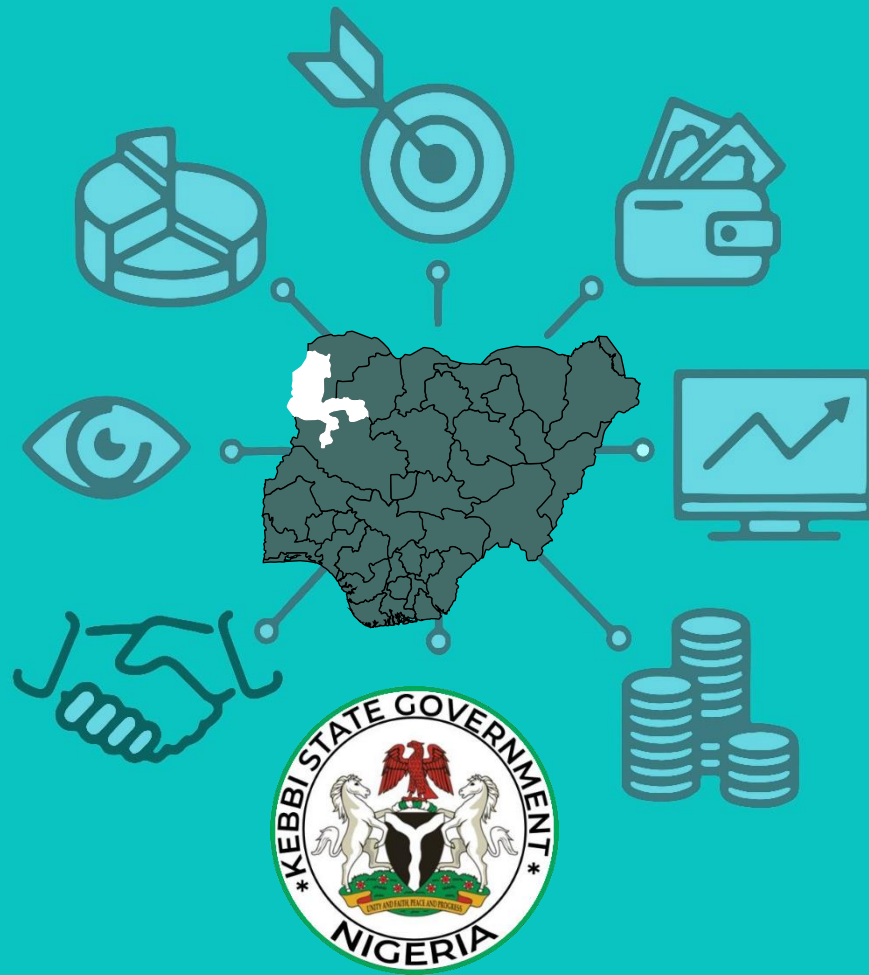 *KEBBI STATE GOVERNMENT*
UNITY AND FAITH, PEACE AND PROGRESS
NIGERIA